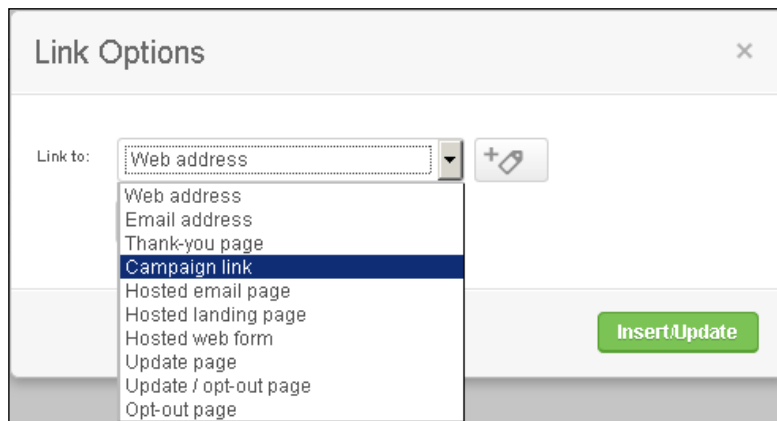 Link Options
×
Link to:
Web address
Web address
Email address
Thank-you page
Campaign link
Hosted email page
Hosted landing page
Hosted web form
Update page
Update / opt-out page
Opt-out page
Insert/Update